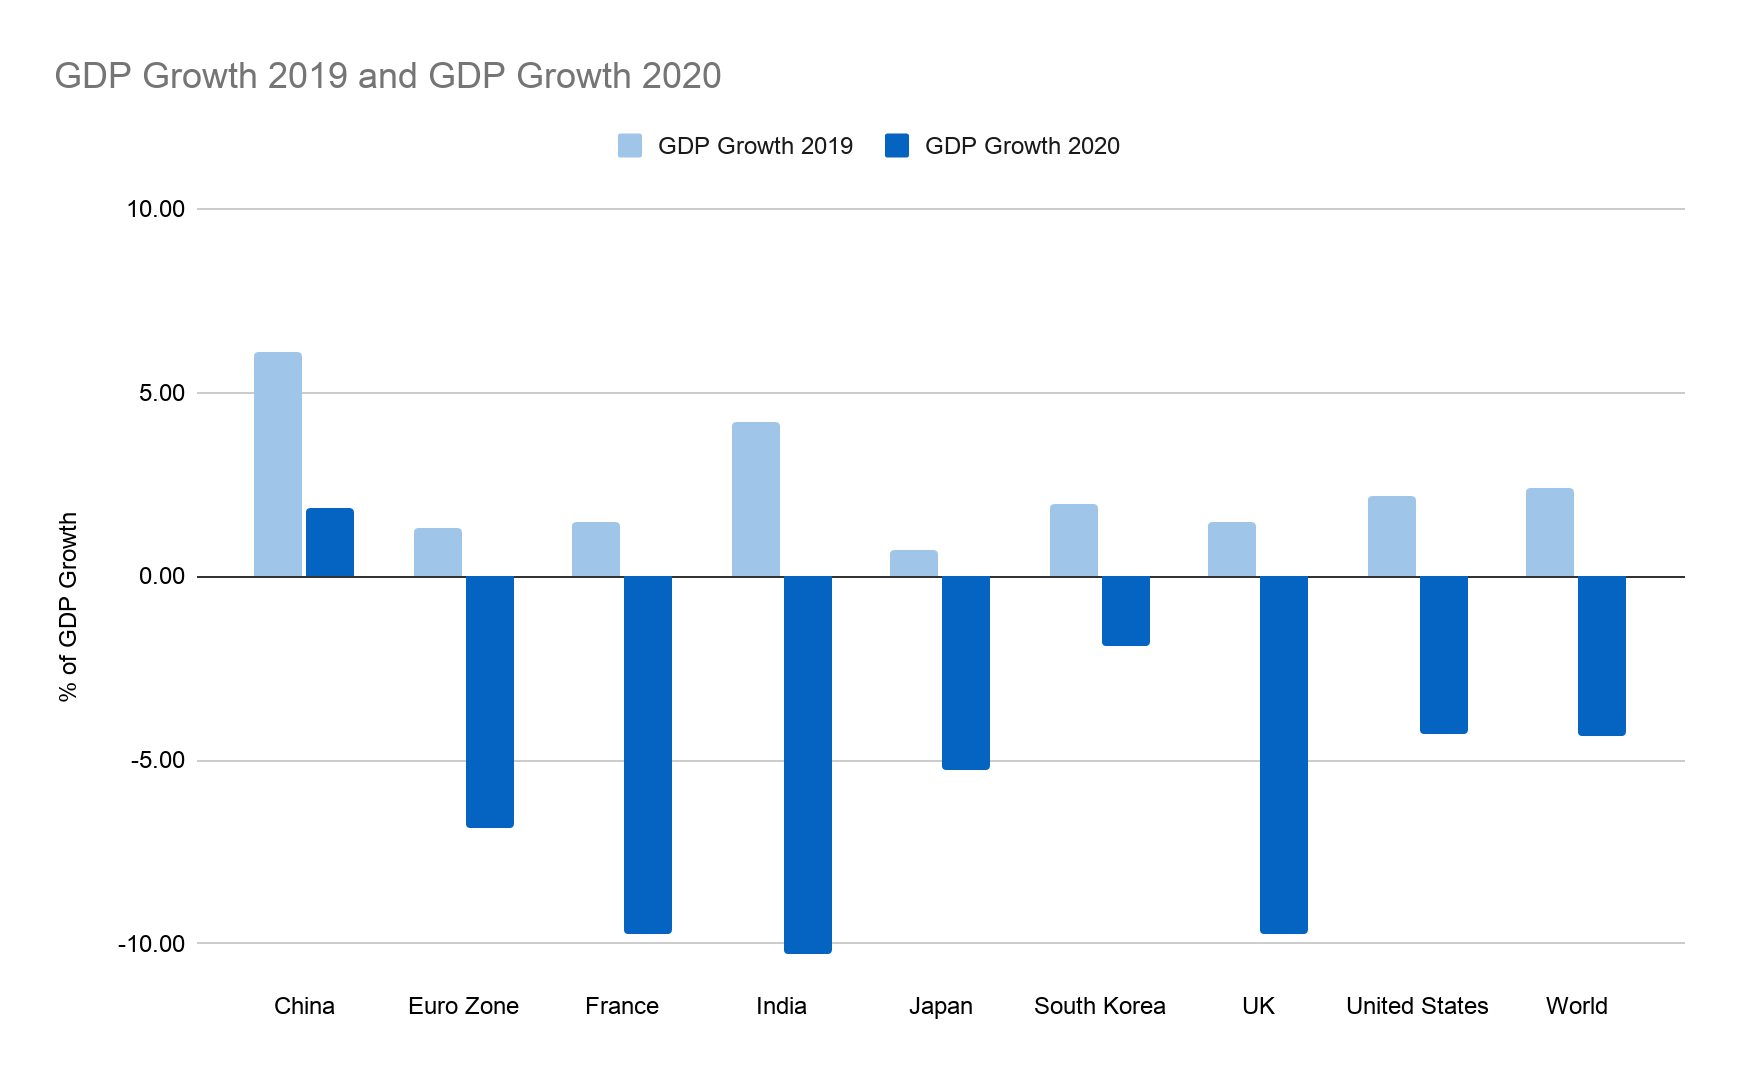 GDP Growth 2019 and GDP Growth 2020
GDP Growth 2019 GDP Growth 2020
10.00
5.00
0.00
-5.00
-10.00
% of GDP Growth
China Euro Zone France India Japan South Korea UK United States World